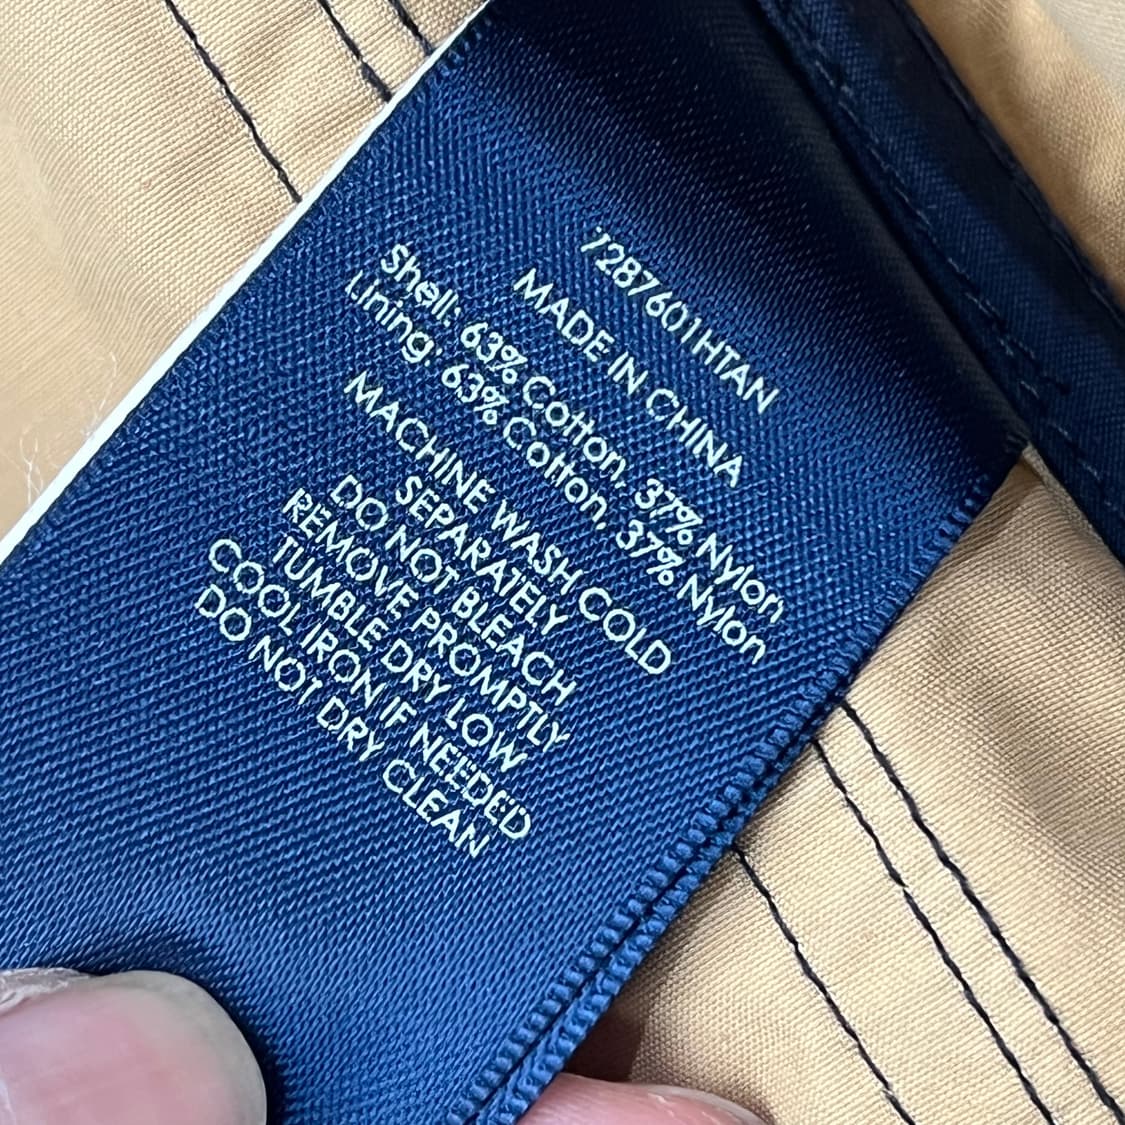 7287601HTAN
MADE IN CHINA
Shell: 63% Cotton, 37% Nylon
Lining: 63% Cotton, 37% Nylon
MACHINE WASH COLD
SEPARATELY
DO NOT BLEACH
REMOVE PROMPTLY
TUMBLE DRY LOW
COOL IRON IF NEEDED
DO NOT DRY CLEAN